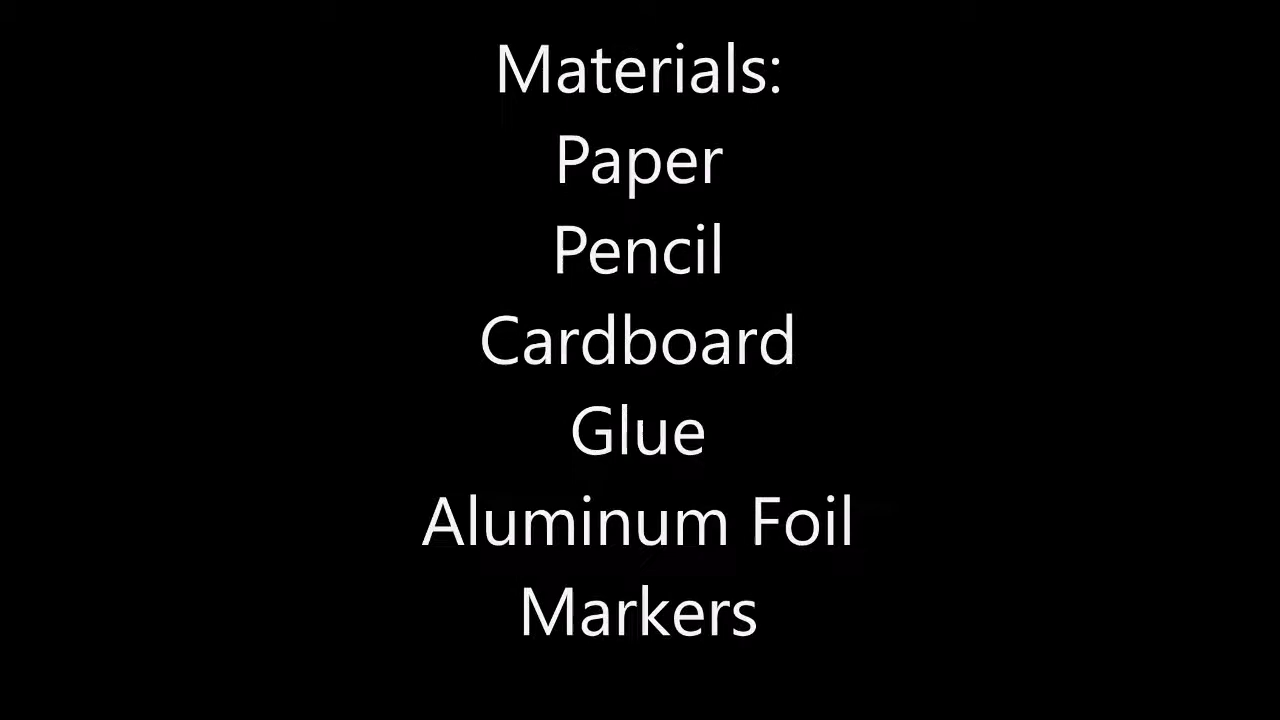 Materials:
Paper
Pencil
Cardboard
Glue
Aluminum Foil
Markers